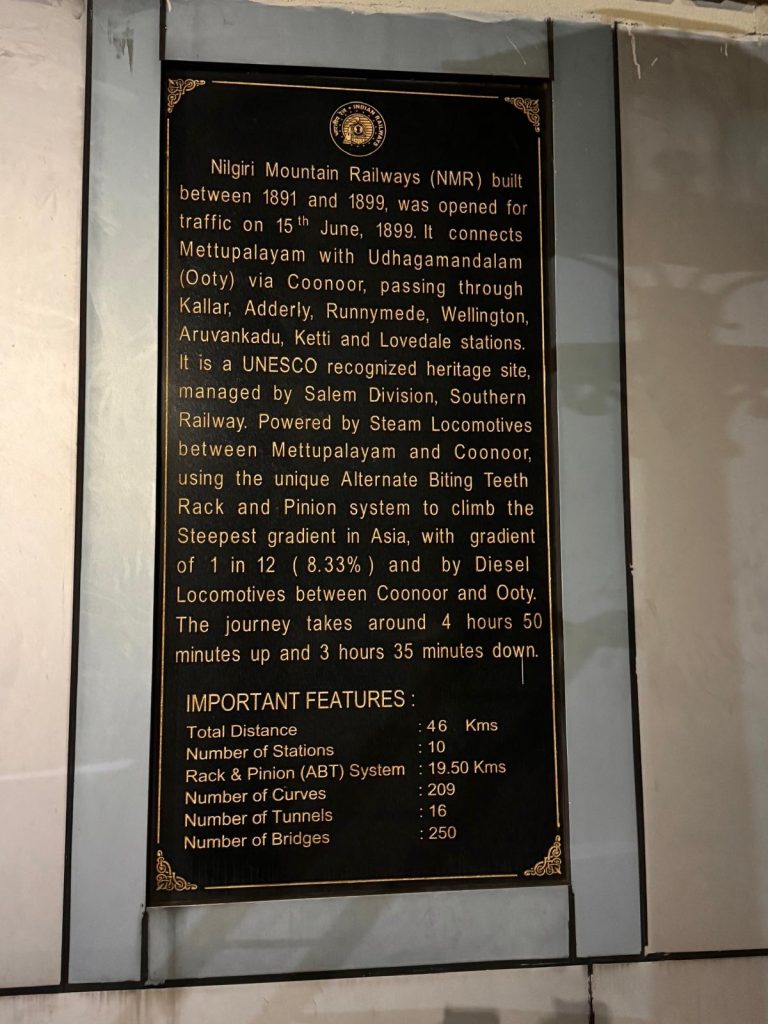 INDIAN RAILWAYS
Nilgiri Mountain Railways (NMR) built
between 1891 and 1899, was opened for
traffic on 15th June, 1899. It connects
Mettupalayam with Udhagamandalam
(Ooty) via Coonoor, passing through
Kallar, Adderly, Runnymede, Wellington,
Aruvankadu, Ketti and Lovedale stations.
It is a UNESCO recognized heritage site,
managed by Salem Division, Southern
Railway. Powered by Steam Locomotives
between Mettupalayam and Coonoor,
using the unique Alternate Biting Teeth
Rack and Pinion system to climb the
Steepest gradient in Asia, with gradient
of 1 in 12 ( 8.33% ) and by Diesel
Locomotives between Coonoor and Ooty.
The journey takes around 4 hours 50
minutes up and 3 hours 35 minutes down.
IMPORTANT FEATURES :
Total Distance : 46 Kms
Number of Stations : 10
Rack & Pinion (ABT) System : 19.50 Kms
Number of Curves : 209
Number of Tunnels : 16
Number of Bridges : 250